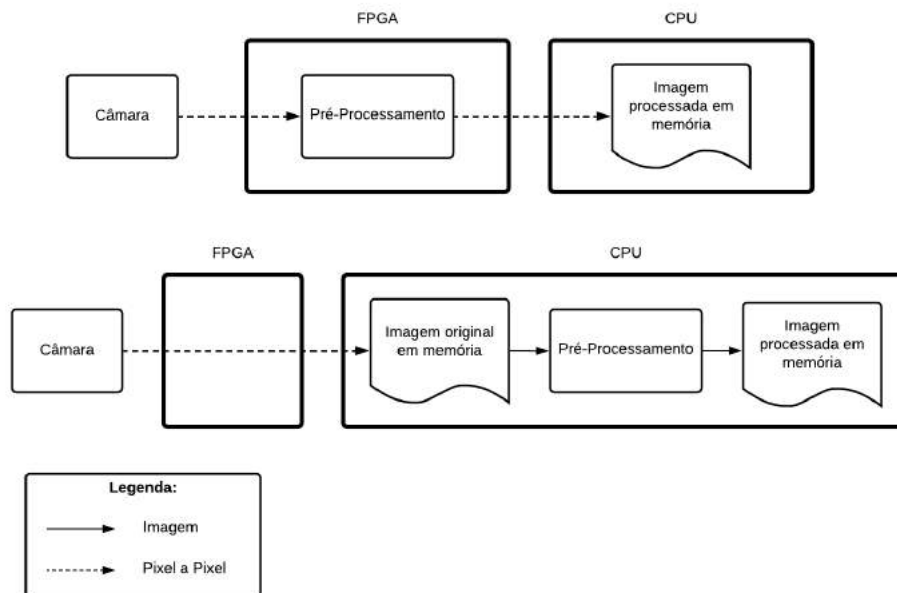 FPGA
CPU
Câmara
Pré-Processamento
Imagem
processada em
memória
FPGA
CPU
Câmara
Imagem original
em memória
Pré-Processamento
Imagem
processada em
memória
Legenda:
Imagem
Pixel a Pixel